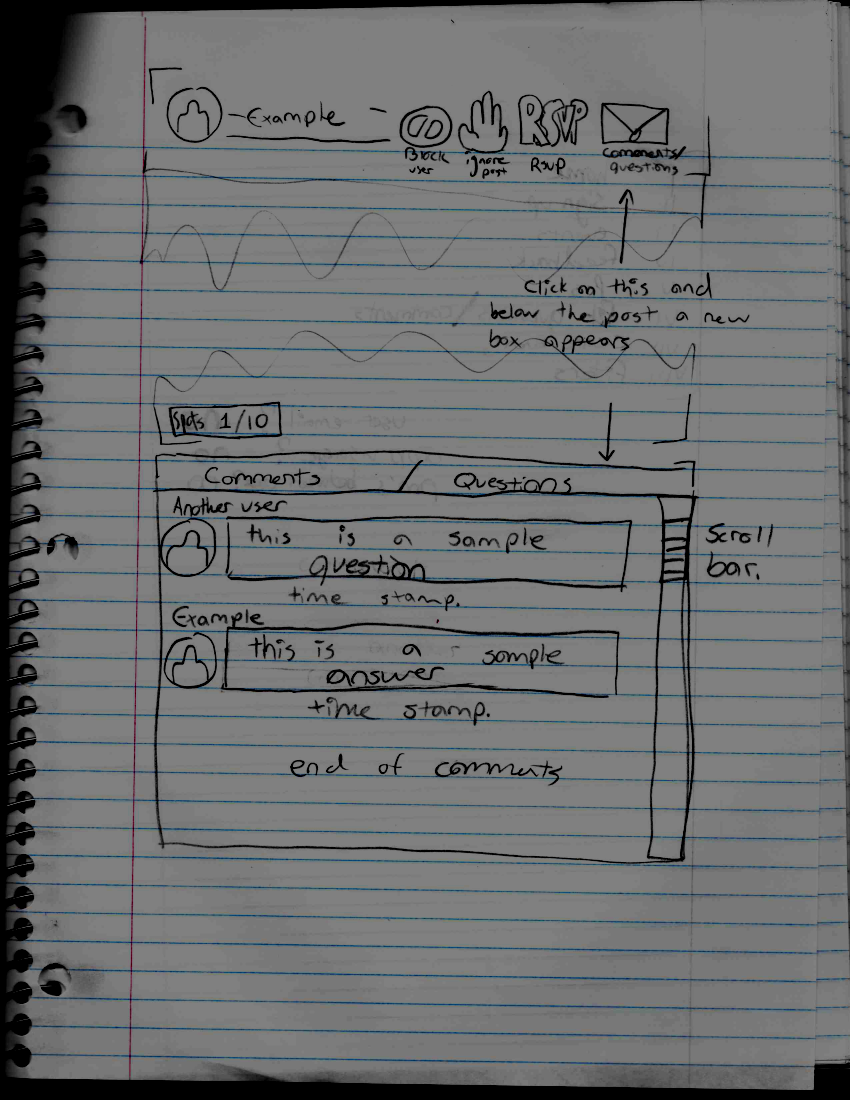 Example
Block
user
ignore
post
RSVP
Rsvp
comments/
questions
Click on this and
below the post a new
box appears
Spots 1/10
Comments / Questions
Another user
this is a sample
question
time stamp.
Scroll
bar.
Example
this is a sample
answer
time stamp.
end of comments